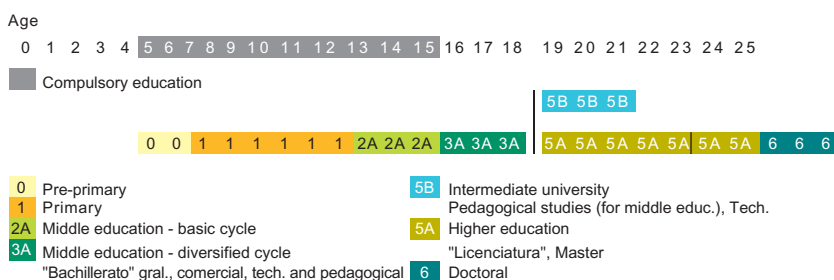 Age
0 1 2 3 4 5 6 7 8 9 10 11 12 13 14 15 16 17 18 19 20 21 22 23 24 25
Compulsory education
5B 5B 5B
0 0 1 1 1 1 1 1 2A 2A 2A 3A 3A 3A 5A 5A 5A 5A 5A 5A 5A 6 6 6
0 Pre-primary
1 Primary
2A Middle education - basic cycle
3A Middle education - diversified cycle
"Bachillerato" gral., comercial, tech. and pedagogical
5B Intermediate university
Pedagogical studies (for middle educ.), Tech.
5A Higher education
"Licenciatura", Master
6 Doctoral